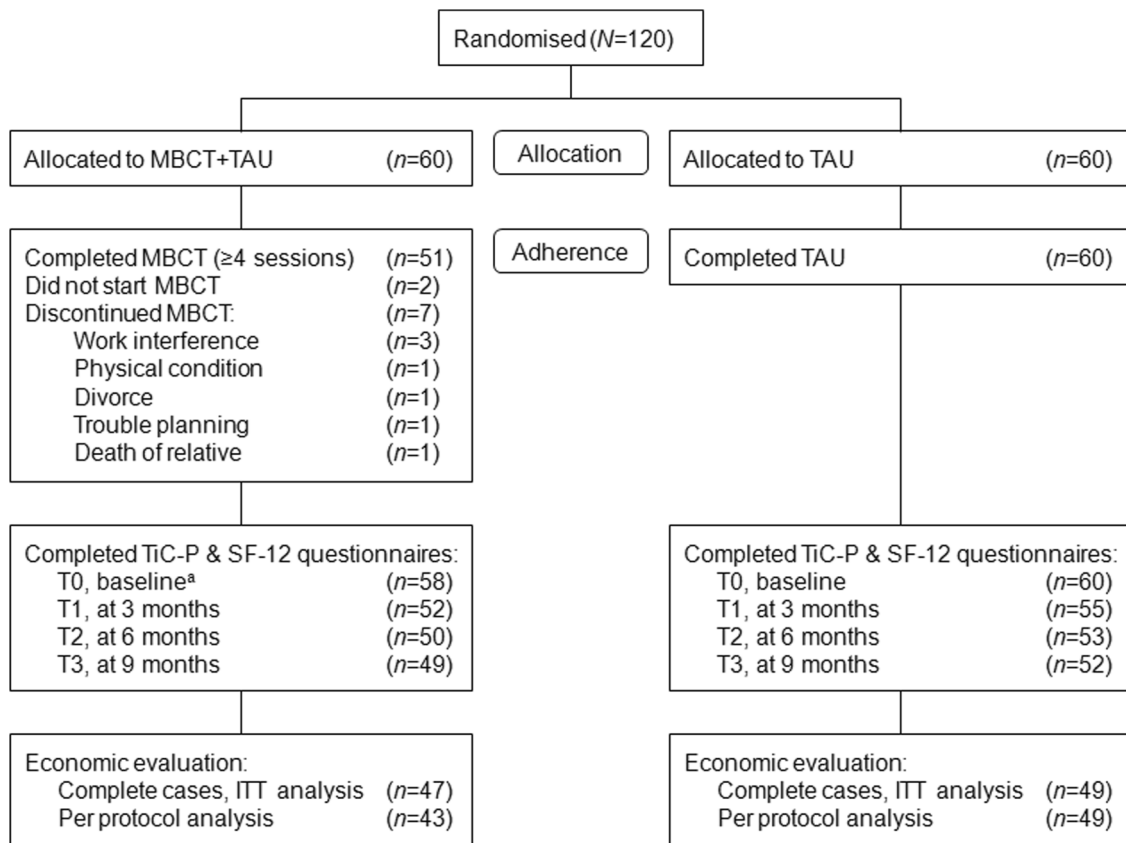 Randomised (N=120)
Allocated to MBCT+TAU (n=60)
Allocation
Allocated to TAU (n=60)
Completed MBCT (≥4 sessions) (n=51)
Did not start MBCT (n=2)
Discontinued MBCT: (n=7)
Work interference (n=3)
Physical condition (n=1)
Divorce (n=1)
Trouble planning (n=1)
Death of relative (n=1)
Adherence
Completed TAU (n=60)
Completed TiC-P & SF-12 questionnaires:
T0, baselineᵃ (n=58)
T1, at 3 months (n=52)
T2, at 6 months (n=50)
T3, at 9 months (n=49)
Completed TiC-P & SF-12 questionnaires:
T0, baseline (n=60)
T1, at 3 months (n=55)
T2, at 6 months (n=53)
T3, at 9 months (n=52)
Economic evaluation:
Complete cases, ITT analysis (n=47)
Per protocol analysis (n=43)
Economic evaluation:
Complete cases, ITT analysis (n=49)
Per protocol analysis (n=49)